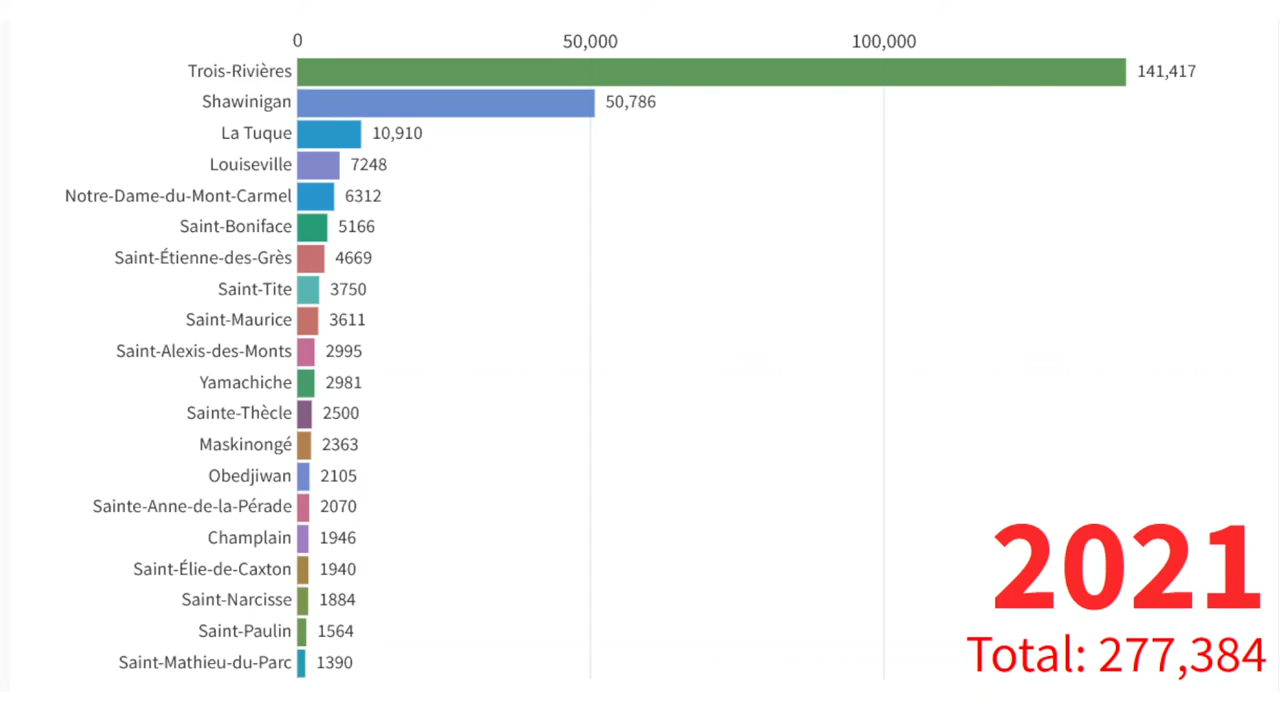 0 50,000 100,000
Trois-Rivières 141,417
Shawinigan 50,786
La Tuque 10,910
Louiseville 7248
Notre-Dame-du-Mont-Carmel 6312
Saint-Boniface 5166
Saint-Étienne-des-Grès 4669
Saint-Tite 3750
Saint-Maurice 3611
Saint-Alexis-des-Monts 2995
Yamachiche 2981
Sainte-Thècle 2500
Maskinongé 2363
Obedjiwan 2105
Sainte-Anne-de-la-Pérade 2070
Champlain 1946
Saint-Élie-de-Caxton 1940
Saint-Narcisse 1884
Saint-Paulin 1564
Saint-Mathieu-du-Parc 1390
2021
Total: 277,384